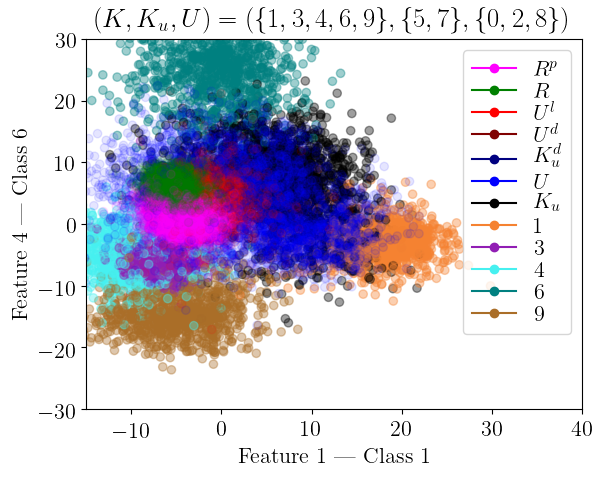 (K, K_u, U) = ({1, 3, 4, 6, 9}, {5, 7}, {0, 2, 8})
30
20
10
0
−10
−20
−30
Feature 4 — Class 6
R^p
R
U^l
U^d
K_u^d
U
K_u
1
3
4
6
9
−10
0
10
20
30
40
Feature 1 — Class 1